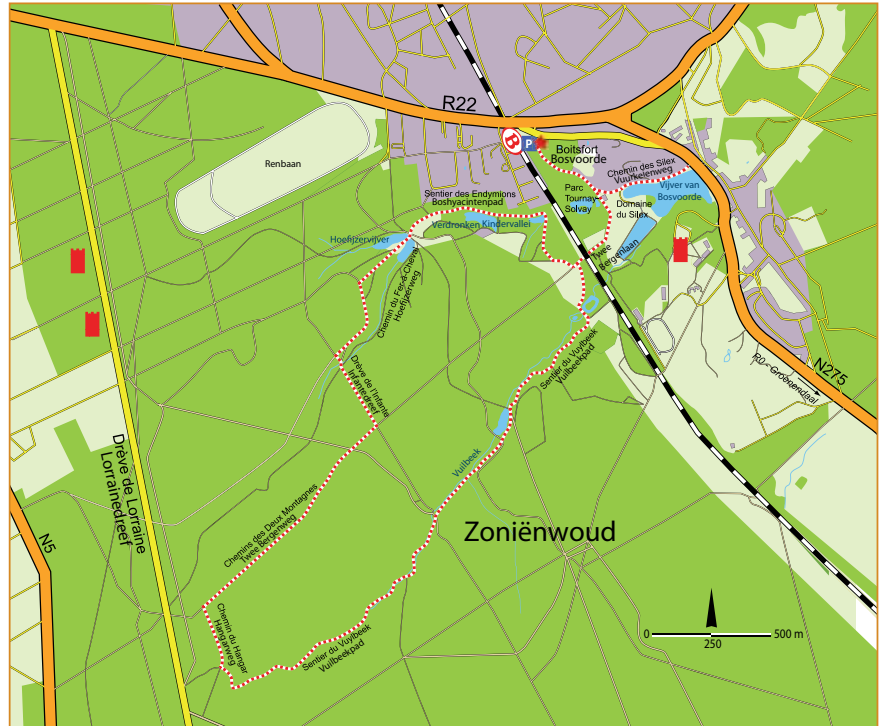 R22
B
P
Boitsfort
Bosvoorde
Renbaan
Chemin des Silex
Vuurkeienweg
Parc
Tournay-
Solvay
Vijver van
Bosvoorde
Domaine
du Silex
Sentier des Endymions
Boshyacintenpad
Verdronken Kindervallei
Hoefijzervijver
Twee
Bergenlaan
Chemin du Fer-à-Cheval
Hoefijzerweg
Drève de l'Infante
Infantedreef
Sentier du Vuylbeek
Vuilbeekpad
R0 - Groenendaal
N275
Drève de Lorraine
Lorrainedreef
Vuilbeek
N5
Chemins des Deux Montagnes
Twee Bergenweg
Zoniënwoud
Chemin du Hangar
Hangarweg
Sentier du Vuylbeek
Vuilbeekpad
0
250
500 m